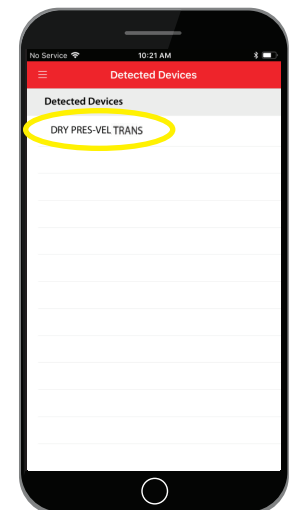 No Service 10:21 AM
Detected Devices
Detected Devices
DRY PRES-VEL TRANS